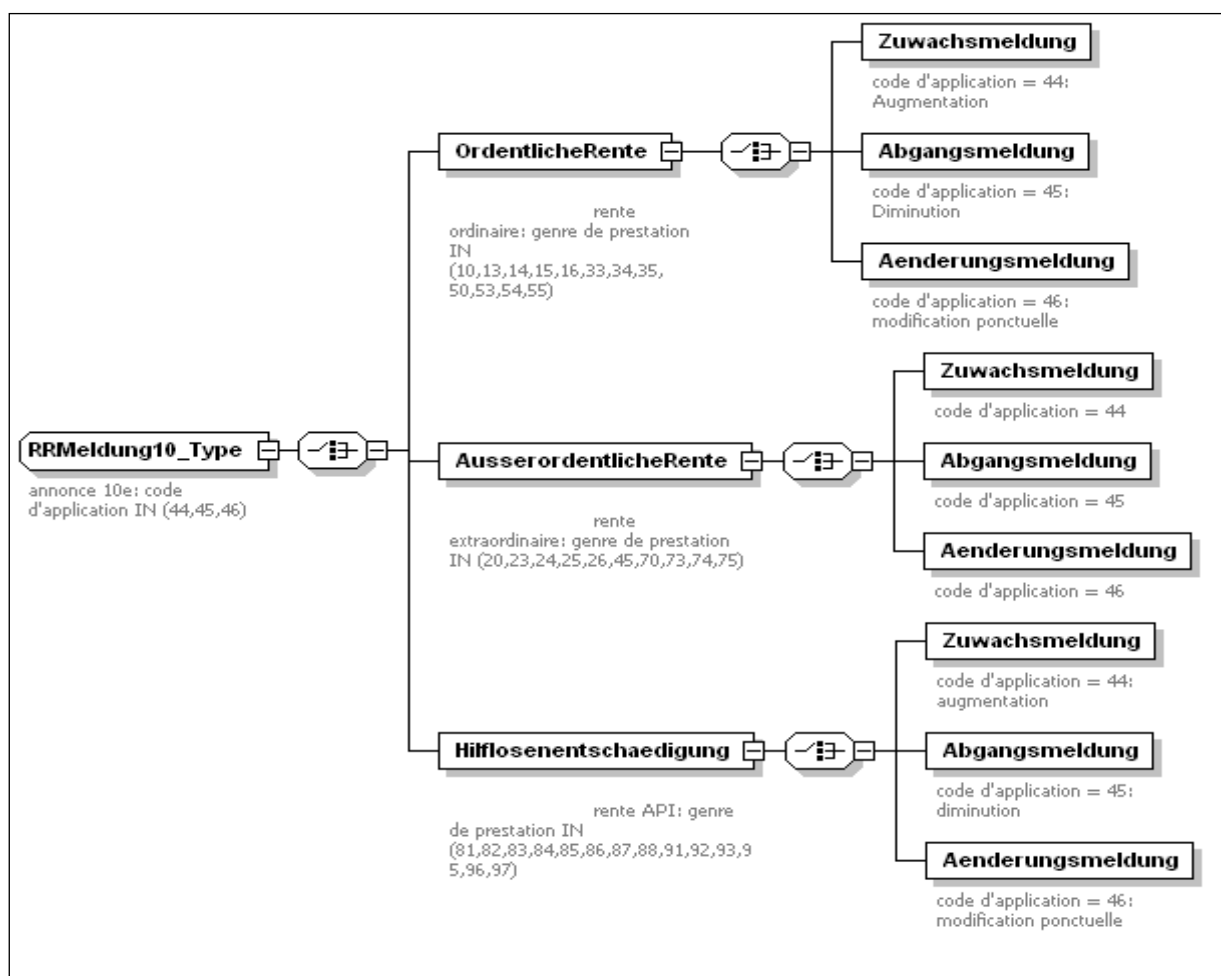 RRMeldung10_Type
annonce 10e: code
d'application IN (44,45,46)
OrdentlicheRente
rente
ordinaire: genre de prestation
IN
(10,13,14,15,16,33,34,35,
50,53,54,55)
Zuwachsmeldung
code d'application = 44:
Augmentation
Abgangsmeldung
code d'application = 45:
Diminution
Aenderungsmeldung
code d'application = 46:
modification ponctuelle
AusserordentlicheRente
rente
extraordinaire: genre de prestation
IN (20,23,24,25,26,45,70,73,74,75)
Zuwachsmeldung
code d'application = 44
Abgangsmeldung
code d'application = 45
Aenderungsmeldung
code d'application = 46
Hilflosenentschaedigung
rente API: genre
de prestation IN
(81,82,83,84,85,86,87,88,91,92,93,9
5,96,97)
Zuwachsmeldung
code d'application = 44:
augmentation
Abgangsmeldung
code d'application = 45:
diminution
Aenderungsmeldung
code d'application = 46:
modification ponctuelle